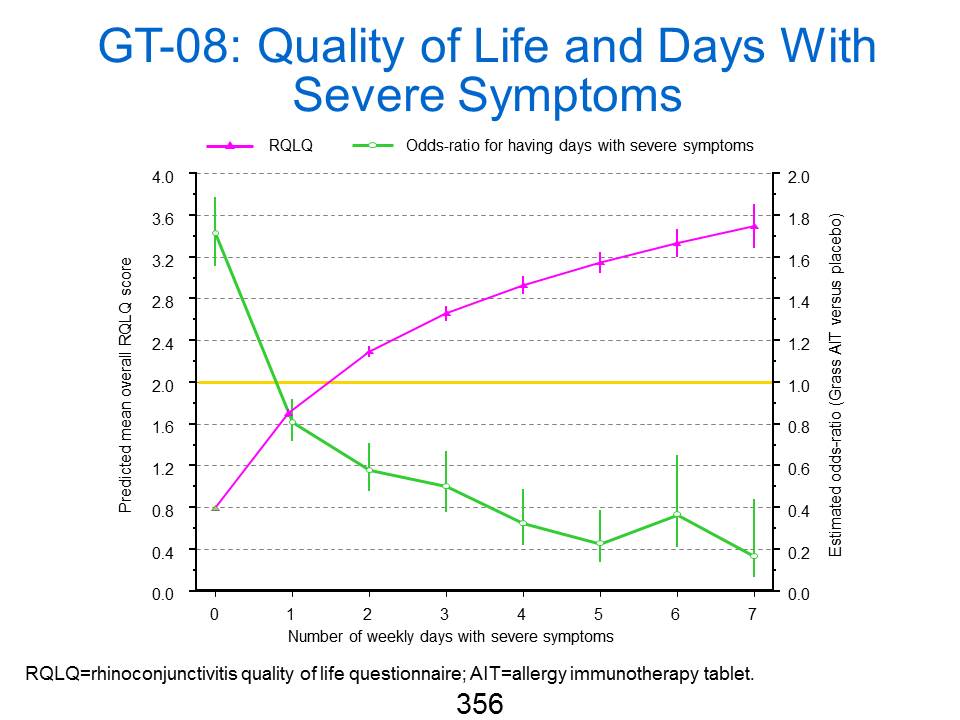 GT-08: Quality of Life and Days With
Severe Symptoms
RQLQ
Odds-ratio for having days with severe symptoms
Predicted mean overall RQLQ score
4.0
3.6
3.2
2.8
2.4
2.0
1.6
1.2
0.8
0.4
0.0
2.0
1.8
1.6
1.4
1.2
1.0
0.8
0.6
0.4
0.2
0.0
Estimated odds-ratio (Grass AIT versus placebo)
0 1 2 3 4 5 6 7
Number of weekly days with severe symptoms
RQLQ=rhinoconjunctivitis quality of life questionnaire; AIT=allergy immunotherapy tablet.
356